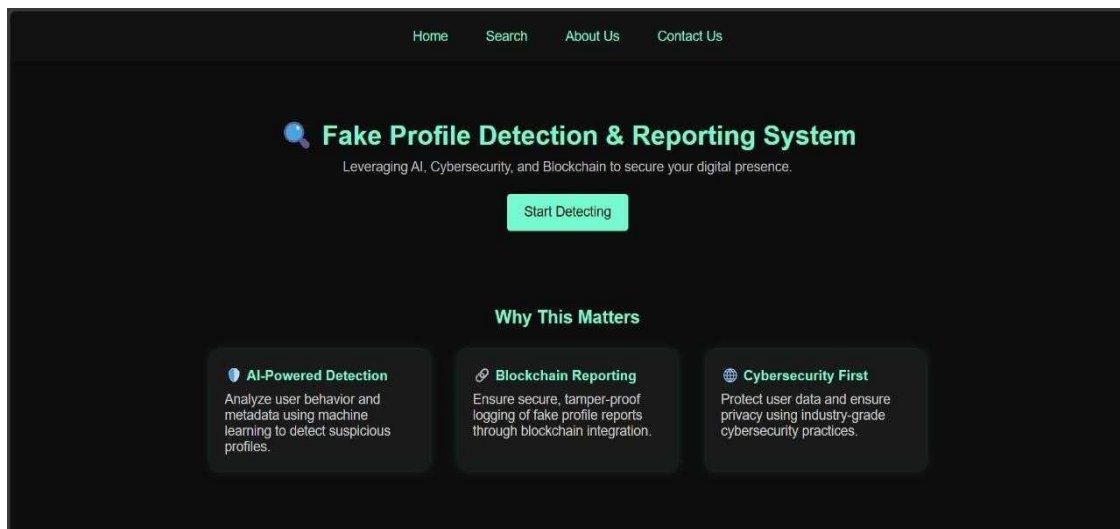 Home Search About Us Contact Us
Fake Profile Detection & Reporting System
Leveraging AI, Cybersecurity, and Blockchain to secure your digital presence.
Start Detecting
Why This Matters
AI-Powered Detection
Analyze user behavior and
metadata using machine
learning to detect suspicious
profiles.
Blockchain Reporting
Ensure secure, tamper-proof
logging of fake profile reports
through blockchain integration.
Cybersecurity First
Protect user data and ensure
privacy using industry-grade
cybersecurity practices.